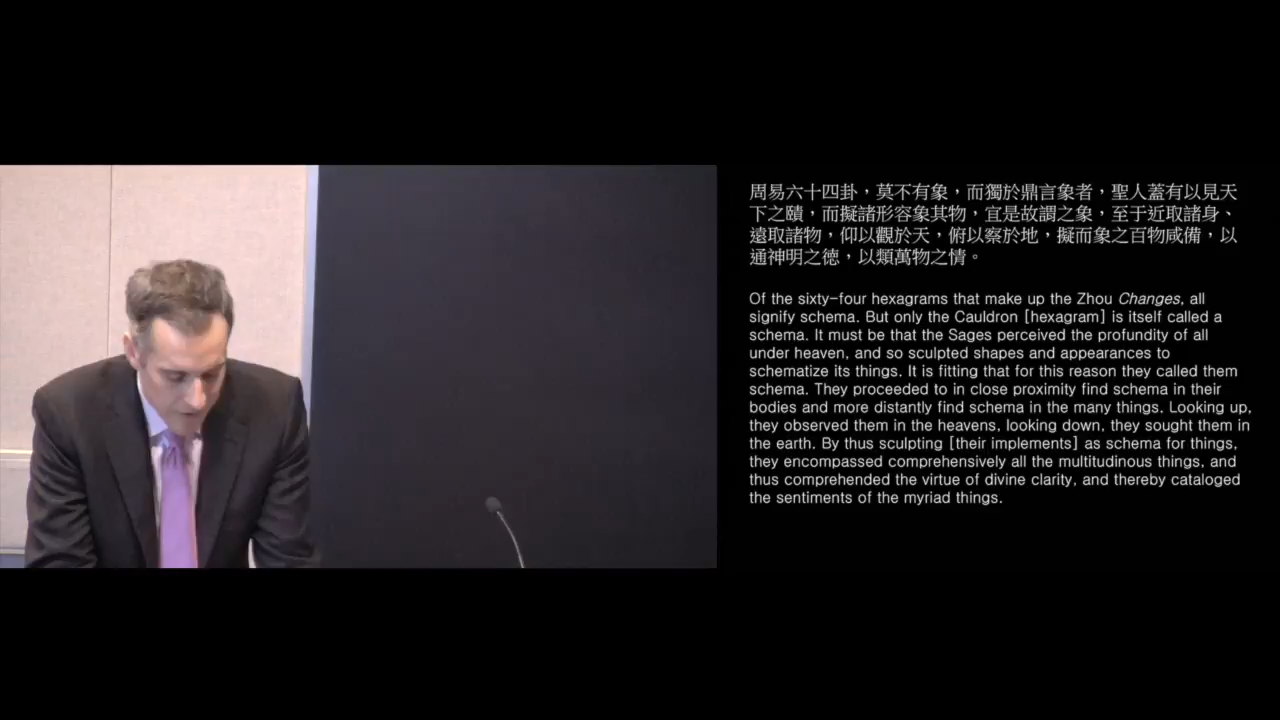 周易六十四卦，莫不有象，而獨於鼎言象者，聖人蓋有以見天
下之賾，而擬諸形容象其物，宜是故謂之象，至于近取諸身、
遠取諸物，仰以觀於天，俯以察於地，擬而象之百物咸備，以
通神明之徳，以類萬物之情。
Of the sixty-four hexagrams that make up the Zhou Changes, all
signify schema. But only the Cauldron [hexagram] is itself called a
schema. It must be that the Sages perceived the profundity of all
under heaven, and so sculpted shapes and appearances to
schematize its things. It is fitting that for this reason they called them
schema. They proceeded to in close proximity find schema in their
bodies and more distantly find schema in the many things. Looking up,
they observed them in the heavens, looking down, they sought them in
the earth. By thus sculpting [their implements] as schema for things,
they encompassed comprehensively all the multitudinous things, and
thus comprehended the virtue of divine clarity, and thereby cataloged
the sentiments of the myriad things.